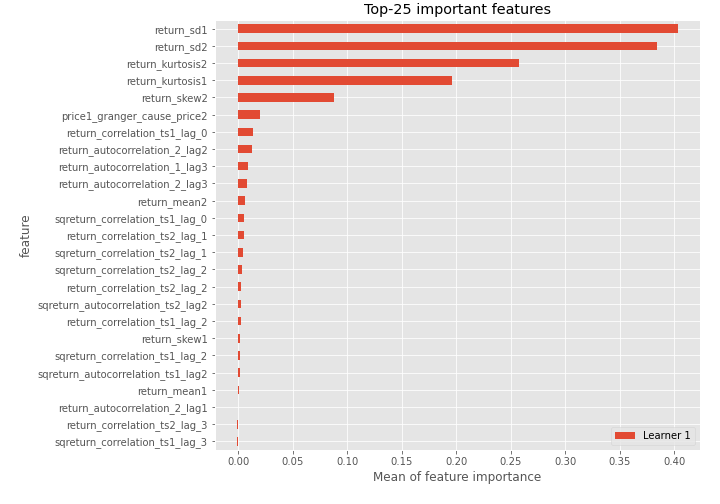 Top-25 important features
return_sd1
return_sd2
return_kurtosis2
return_kurtosis1
return_skew2
price1_granger_cause_price2
return_correlation_ts1_lag_0
return_autocorrelation_2_lag2
return_autocorrelation_1_lag3
return_autocorrelation_2_lag3
return_mean2
sqreturn_correlation_ts1_lag_0
return_correlation_ts2_lag_1
sqreturn_correlation_ts2_lag_1
sqreturn_correlation_ts2_lag_2
return_correlation_ts2_lag_2
sqreturn_autocorrelation_ts2_lag2
return_correlation_ts1_lag_2
return_skew1
sqreturn_correlation_ts1_lag_2
sqreturn_autocorrelation_ts1_lag2
return_mean1
return_autocorrelation_2_lag1
return_correlation_ts2_lag_3
sqreturn_correlation_ts1_lag_3
feature
Learner 1
0.00 0.05 0.10 0.15 0.20 0.25 0.30 0.35 0.40
Mean of feature importance